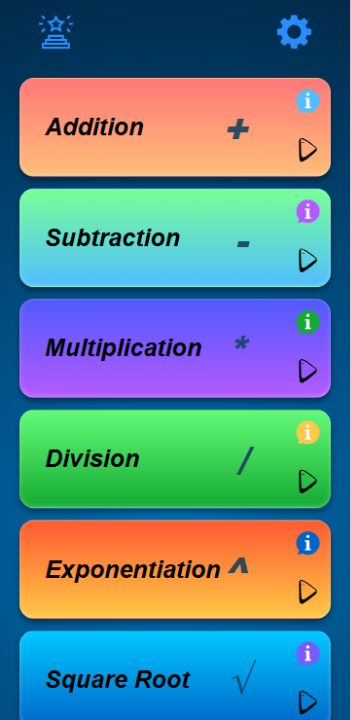 Addition +
Subtraction -
Multiplication *
Division /
Exponentiation ^
Square Root √